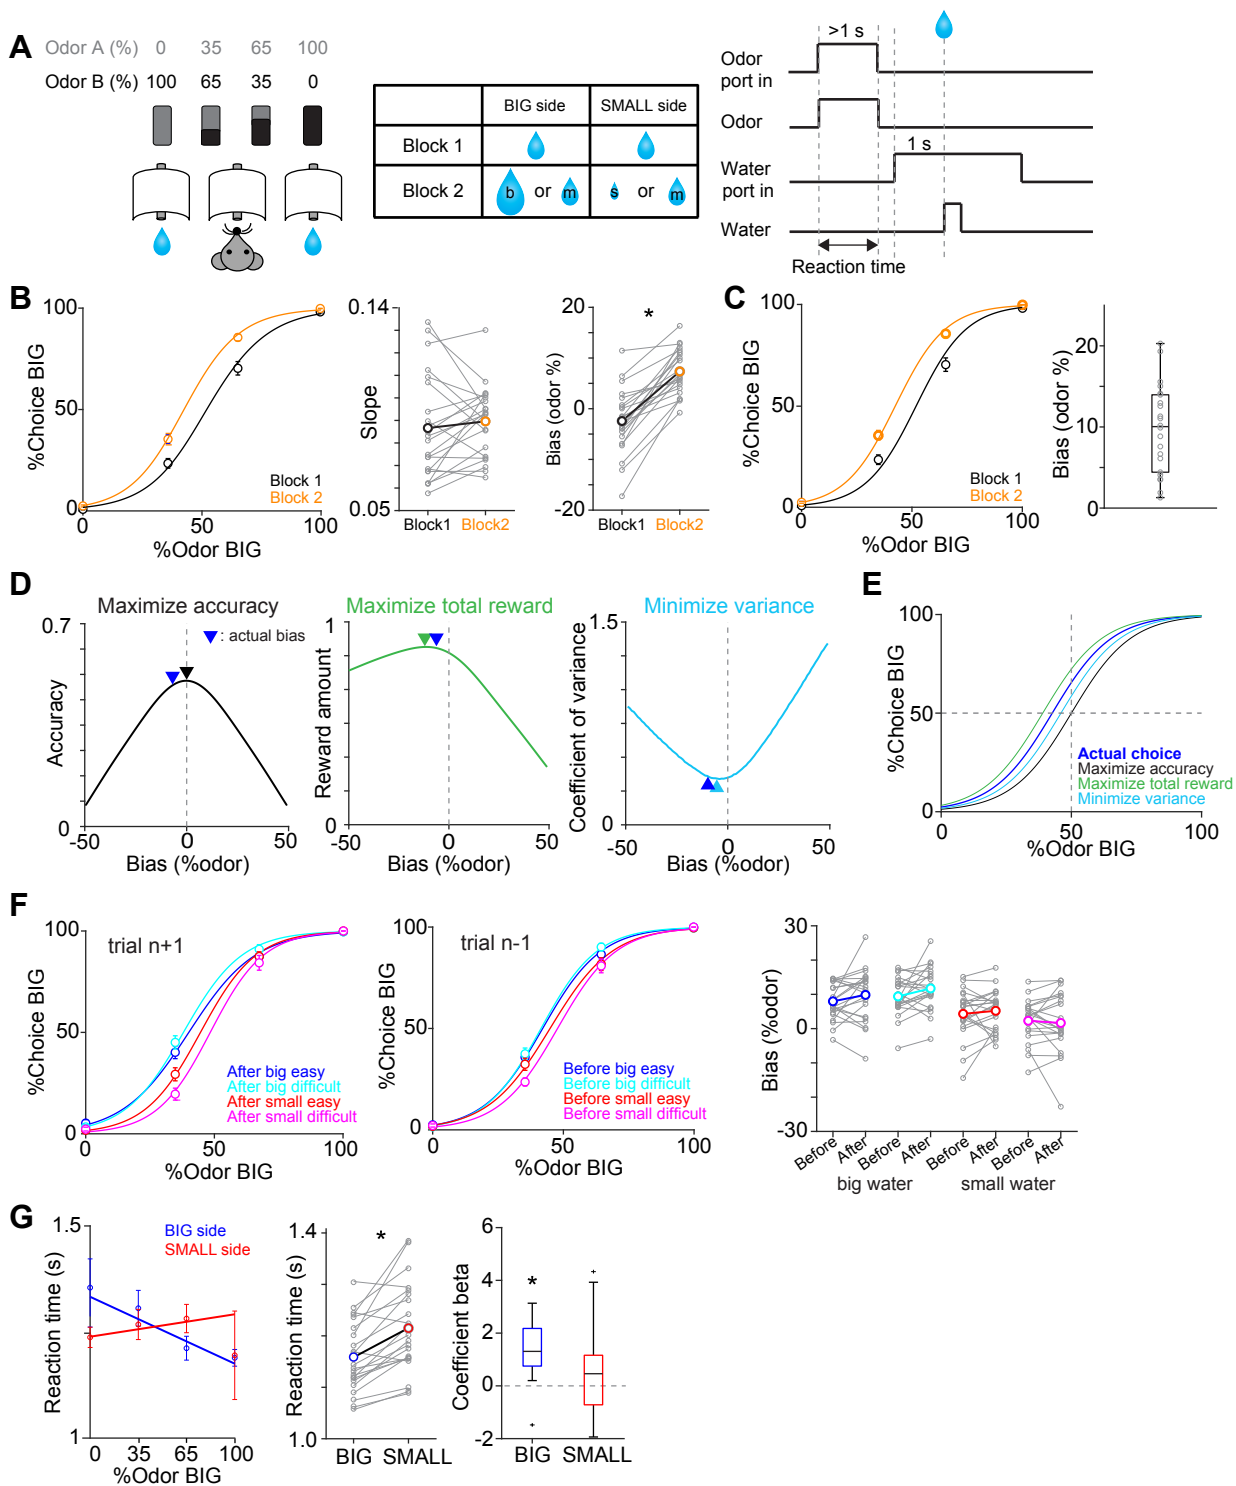 A
Odor A (%) 0 35 65 100
Odor B (%) 100 65 35 0
BIG side SMALL side
Block 1
Block 2 b or m s or m
>1 s
Odor
port in
Odor
1 s
Water
port in
Water
Reaction time
B
100
50
0
%Choice BIG
Block 1
Block 2
0 50 100
%Odor BIG
0.14
Slope
0.05
Block1 Block2
20
0
-20
Bias (odor %)
*
Block1 Block2
C
100
50
0
%Choice BIG
Block 1
Block 2
0 50 100
%Odor BIG
20
10
0
Bias (odor %)
D
Maximize accuracy
0.7
Accuracy
0
: actual bias
-50 0 50
Bias (%odor)
Maximize total reward
1
Reward amount
0
-50 0 50
Bias (%odor)
Minimize variance
1.5
Coefficient of variance
0
-50 0 50
Bias (%odor)
E
100
50
0
%Choice BIG
Actual choice
Maximize accuracy
Maximize total reward
Minimize variance
0 50 100
%Odor BIG
F
100
50
0
%Choice BIG
trial n+1
After big easy
After big difficult
After small easy
After small difficult
0 50 100
%Odor BIG
100
50
0
%Choice BIG
trial n-1
Before big easy
Before big difficult
Before small easy
Before small difficult
0 50 100
%Odor BIG
30
0
-30
Bias (%odor)
Before After Before After Before After Before After
big water small water
G
1.5
1
Reaction time (s)
BIG side
SMALL side
0 35 65 100
%Odor BIG
1.4
1.0
Reaction time (s)
*
BIG SMALL
6
4
2
0
-2
Coefficient beta
*
BIG SMALL